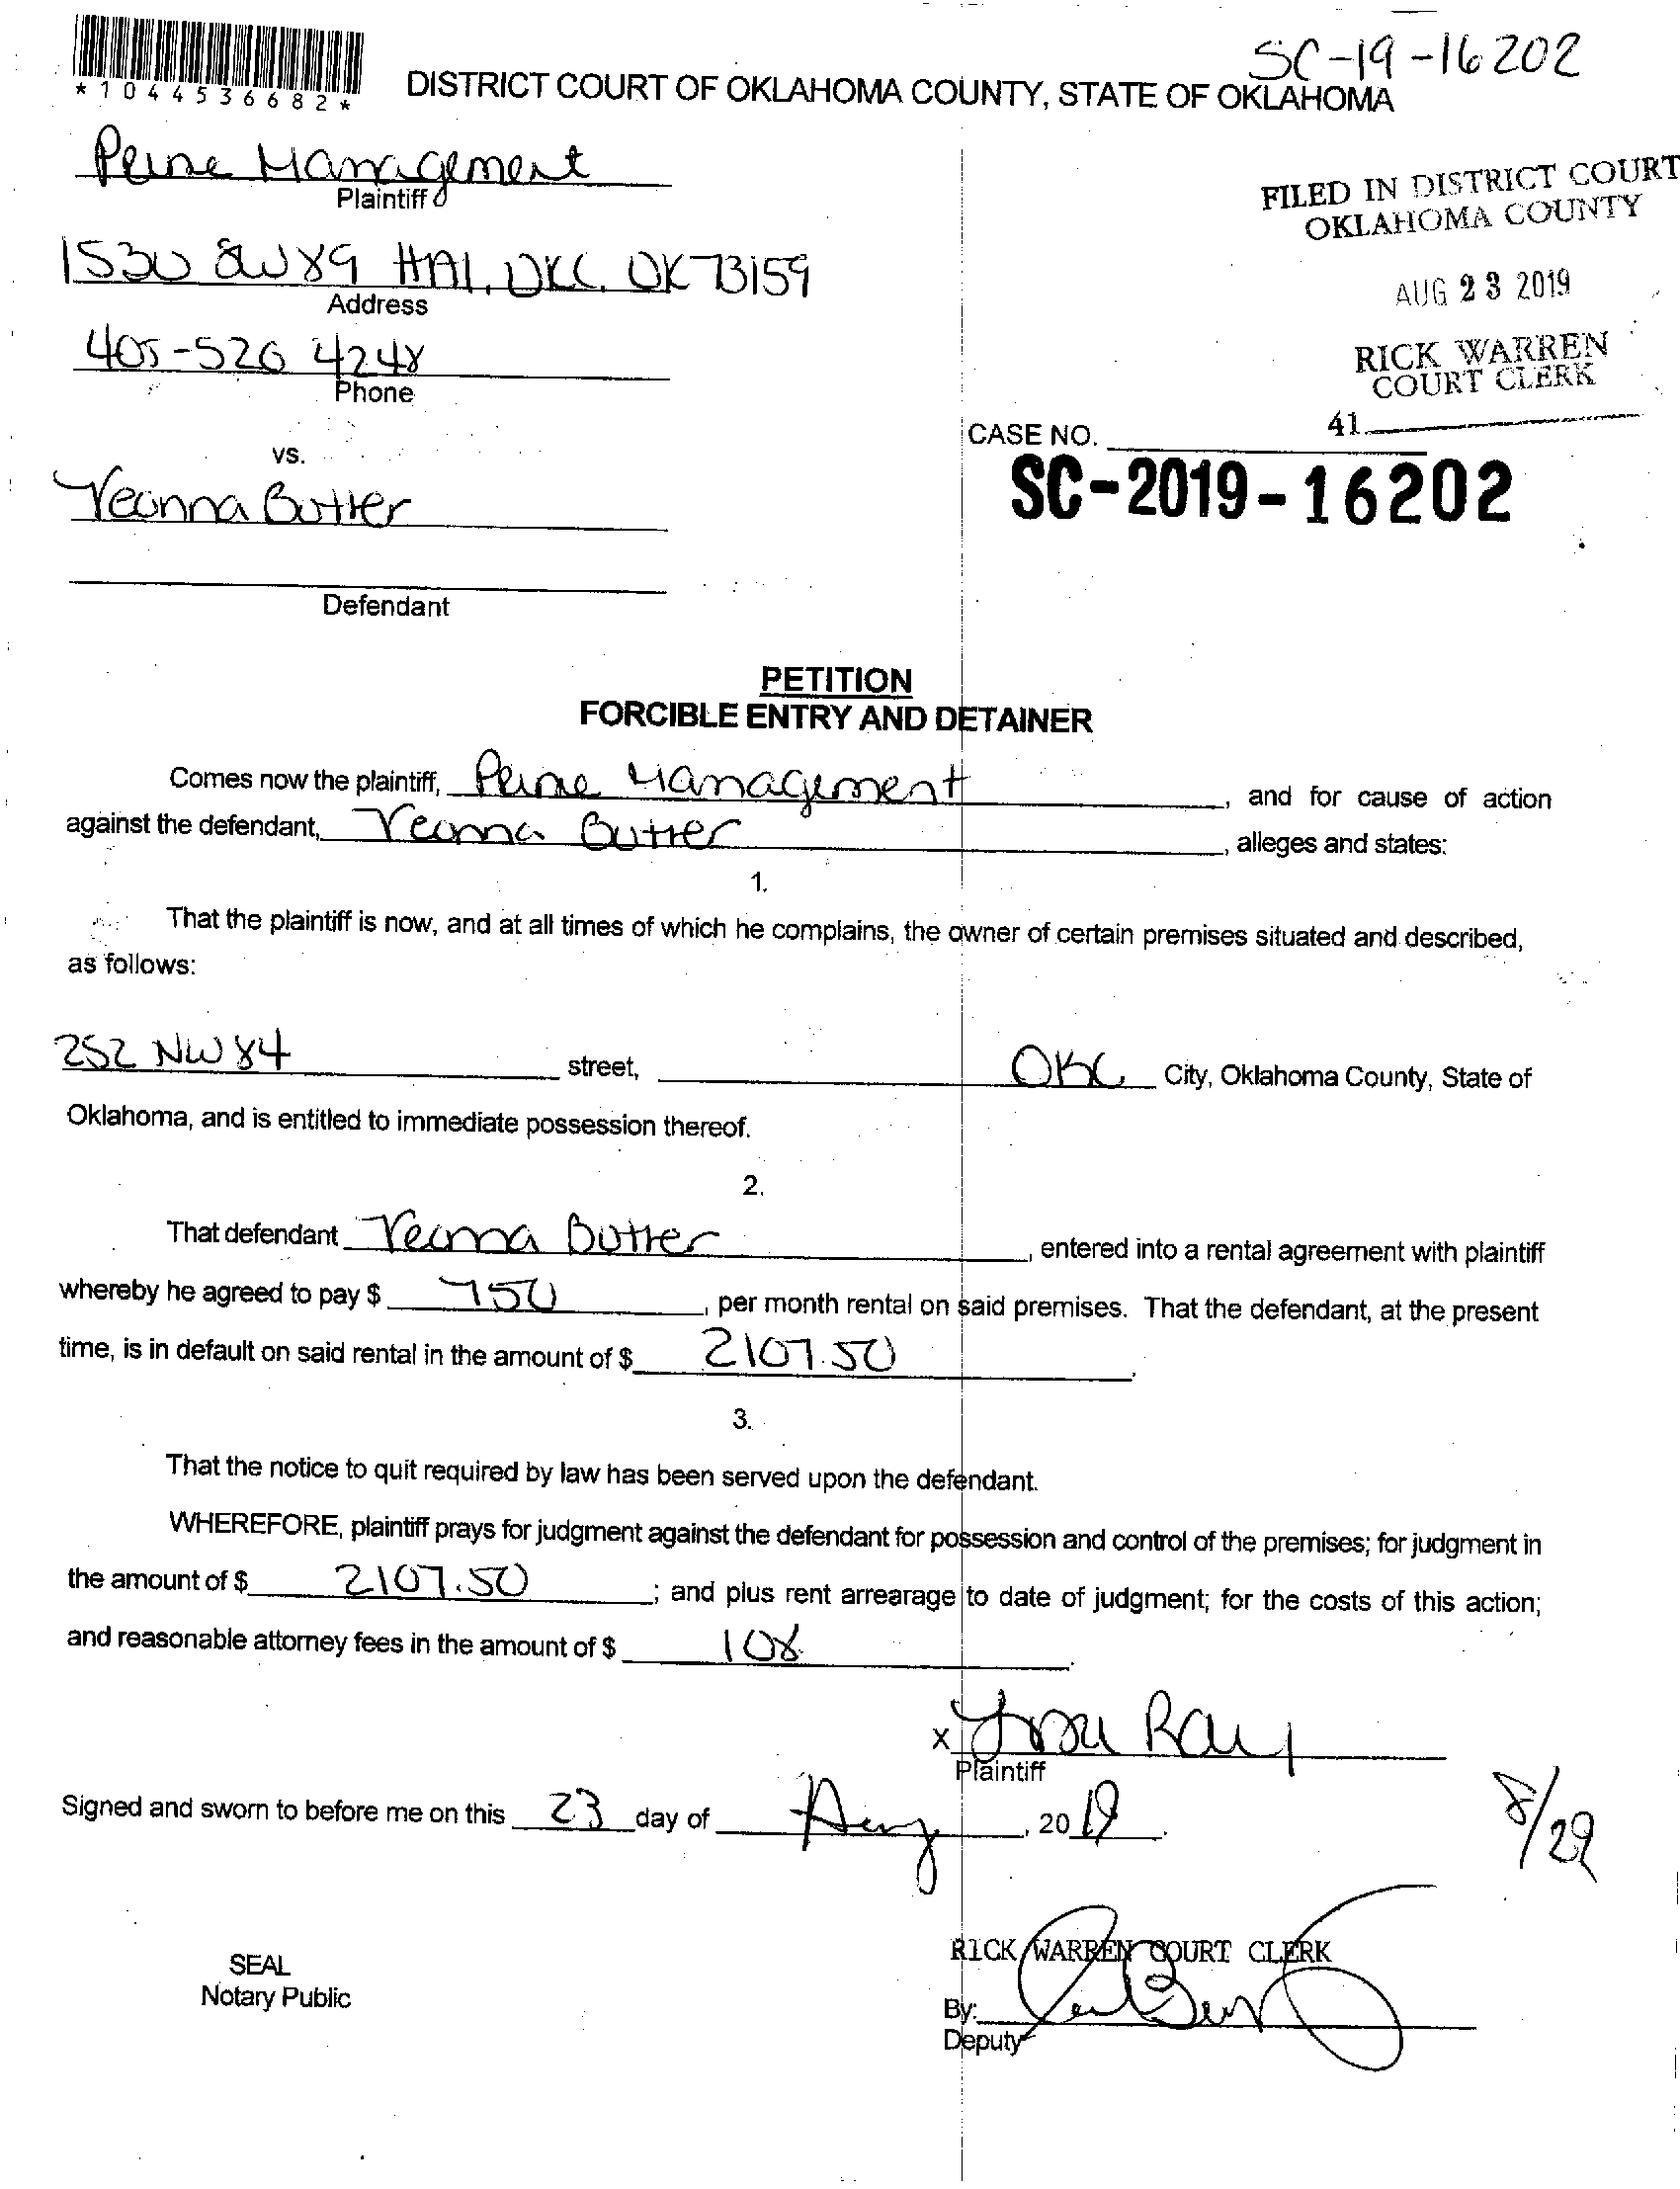 SC-19-16202
*1044536682*
DISTRICT COURT OF OKLAHOMA COUNTY, STATE OF OKLAHOMA
Management
Plaintiff
FILED IN DISTRICT COURT
OKLAHOMA COUNTY
1530 SW 89 #A1, OKC, OK 73159
Address
AUG 23 2019
405-526 4248
Phone
RICK WARREN
COURT CLERK
41
CASE NO.
vs.
SC-2019-16202
Yeanna Butter
Defendant
PETITION
FORCIBLE ENTRY AND DETAINER
Comes now the plaintiff, Management, and for cause of action
against the defendant, Yeanna Butter, alleges and states:
1.
That the plaintiff is now, and at all times of which he complains, the owner of certain premises situated and described,
as follows:
252 NW 84 street, OKC City, Oklahoma County, State of
Oklahoma, and is entitled to immediate possession thereof.
2.
That defendant Yeanna Butter, entered into a rental agreement with plaintiff
whereby he agreed to pay $ 750, per month rental on said premises. That the defendant, at the present
time, is in default on said rental in the amount of $ 2107.50.
3.
That the notice to quit required by law has been served upon the defendant.
WHEREFORE, plaintiff prays for judgment against the defendant for possession and control of the premises; for judgment in
the amount of $ 2107.50; and plus rent arrearage to date of judgment; for the costs of this action;
and reasonable attorney fees in the amount of $ 108.
x Ray
Plaintiff
Signed and sworn to before me on this 23 day of Aug, 2019.
8/29
RICK WARREN COURT CLERK
SEAL
Notary Public
By:
Deputy